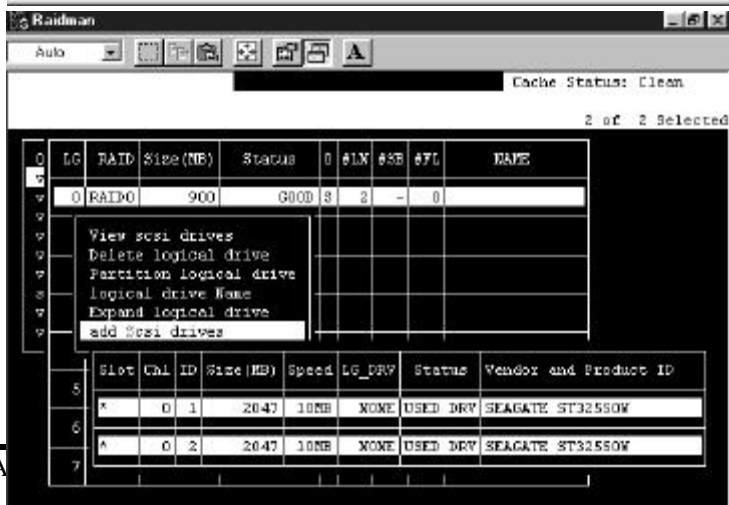 Raidman
Auto
A
Cache Status: Clean
2 of 2 Selected
LG RAID Size(MB) Status O #LN #SB #FL NAME
0 RAID0 900 GOOD S 2 - 0
View scsi drives
Delete logical drive
Partition logical drive
logical drive Name
Expand logical drive
add Scsi drives
Slot Chl ID Size(MB) Speed LG_DRV Status Vendor and Product ID
* 0 1 2047 10MB NONE USED DRV SEAGATE ST32550W
* 0 2 2047 10MB NONE USED DRV SEAGATE ST32550W
5
6
7
A